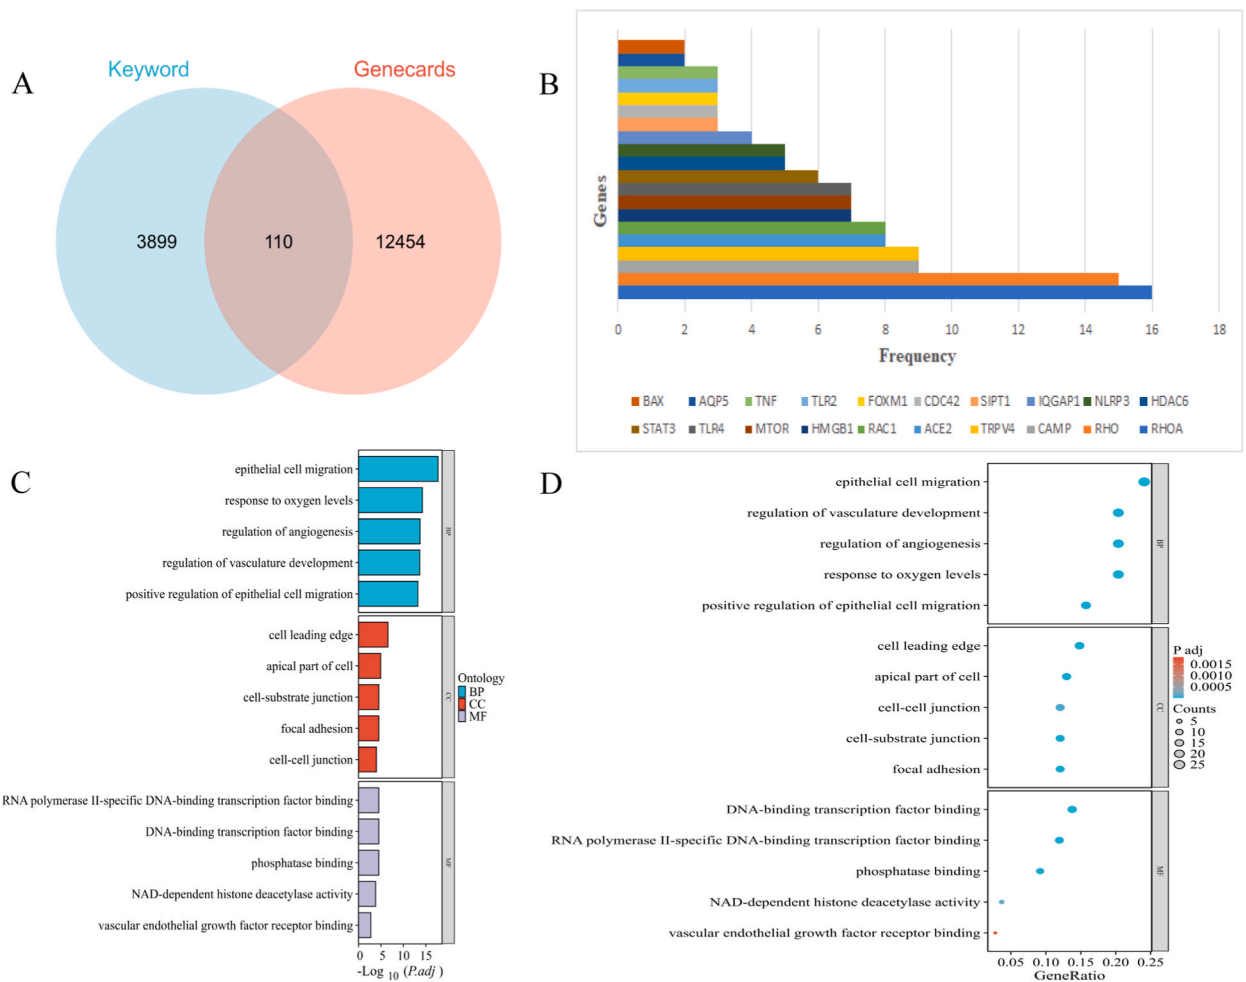 A
Keyword
Genecards
3899
110
12454
B
Genes
0 2 4 6 8 10 12 14 16 18
Frequency
BAX AQP5 TNF TLR2 FOXM1 CDC42 SIPT1 IQGAP1 NLRP3 HDAC6
STAT3 TLR4 MTOR HMGB1 RAC1 ACE2 TRPV4 CAMP RHO RHOA
C
epithelial cell migration
response to oxygen levels
regulation of angiogenesis
regulation of vasculature development
positive regulation of epithelial cell migration
BP
cell leading edge
apical part of cell
cell-substrate junction
focal adhesion
cell-cell junction
CC
RNA polymerase II-specific DNA-binding transcription factor binding
DNA-binding transcription factor binding
phosphatase binding
NAD-dependent histone deacetylase activity
vascular endothelial growth factor receptor binding
MF
0 5 10 15
-Log 10 (P.adj )
Ontology
BP
CC
MF
D
epithelial cell migration
regulation of vasculature development
regulation of angiogenesis
response to oxygen levels
positive regulation of epithelial cell migration
BP
cell leading edge
apical part of cell
cell-cell junction
cell-substrate junction
focal adhesion
CC
DNA-binding transcription factor binding
RNA polymerase II-specific DNA-binding transcription factor binding
phosphatase binding
NAD-dependent histone deacetylase activity
vascular endothelial growth factor receptor binding
MF
0.05 0.10 0.15 0.20 0.25
GeneRatio
P adj
0.0015
0.0010
0.0005
Counts
5
10
15
20
25